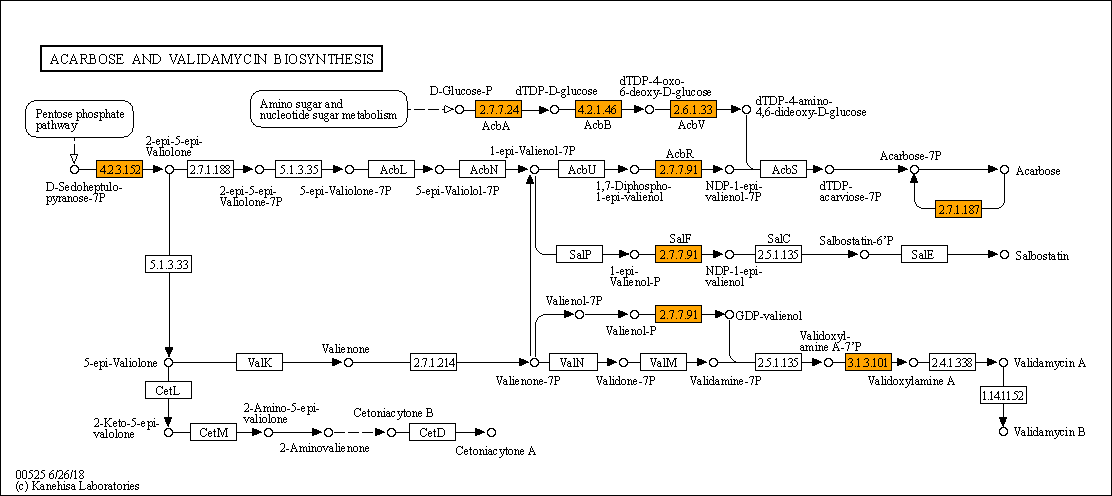 ACARBOSE AND VALIDAMYCIN BIOSYNTHESIS
Pentose phosphate
pathway
Amino sugar and
nucleotide sugar metabolism
D-Glucose-P
2.7.7.24
AcbA
dTDP-D-glucose
4.2.1.46
AcbB
dTDP-4-oxo-
6-deoxy-D-glucose
2.6.1.33
AcbV
dTDP-4-amino-
4,6-dideoxy-D-glucose
D-Sedoheptulo-
pyranose-7P
4.2.3.152
2-epi-5-epi-
Valiolone
2.7.1.188
2-epi-5-epi-
Valiolone-7P
5.1.3.35
5-epi-Valiolone-7P
AcbL
5-epi-Valiolol-7P
AcbN
1-epi-Valienol-7P
AcbU
1,7-Diphospho-
1-epi-valienol
AcbR
2.7.7.91
NDP-1-epi-
valienol-7P
AcbS
dTDP-
acarviose-7P
Acarbose-7P
Acarbose
2.7.1.187
5.1.3.33
SalP
1-epi-
Valienol-P
SalF
2.7.7.91
NDP-1-epi-
valienol
SalC
2.5.1.135
Salbostatin-6'P
SalE
Salbostatin
Valienol-7P
Valienol-P
2.7.7.91
GDP-valienol
5-epi-Valiolone
ValK
Valienone
2.7.1.214
Valienone-7P
ValN
Validone-7P
ValM
Validamine-7P
2.5.1.135
Validoxyl-
amine A-7'P
3.1.3.101
Validoxylamine A
2.4.1.338
Validamycin A
1.14.11.52
Validamycin B
CetL
2-Keto-5-epi-
valolone
CetM
2-Amino-5-epi-
valiolone
2-Aminovalienone
Cetoniacytone B
CetD
Cetoniacytone A
00525 6/26/18
(c) Kanehisa Laboratories